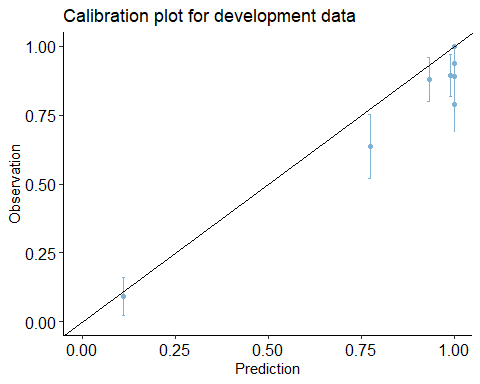 Calibration plot for development data
1.00
0.75
0.50
0.25
0.00
Observation
0.00 0.25 0.50 0.75 1.00
Prediction